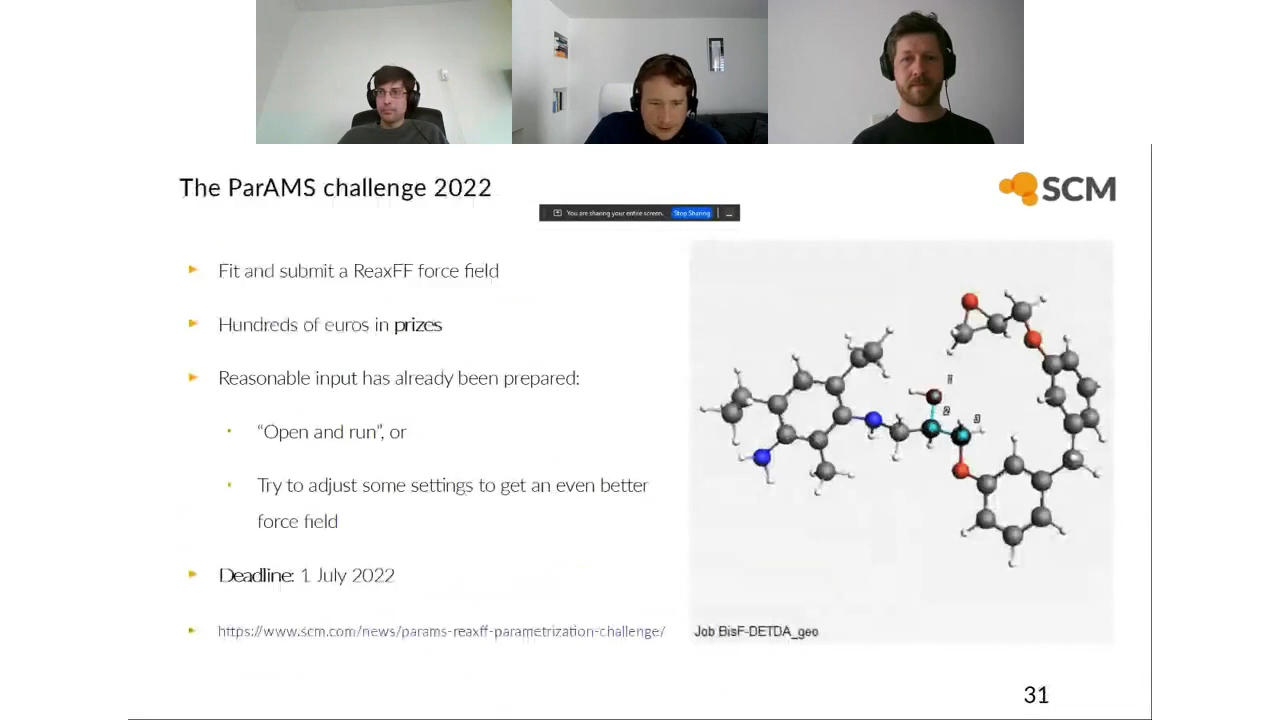 The ParAMS challenge 2022
SCM
You are sharing your entire screen.
Stop Sharing
Fit and submit a ReaxFF force field
Hundreds of euros in prizes
Reasonable input has already been prepared:
“Open and run”, or
Try to adjust some settings to get an even better
force field
Deadline: 1 July 2022
https://www.scm.com/news/params-reaxff-parametrization-challenge/
1
2
3
Job BisF-DETDA_geo
31